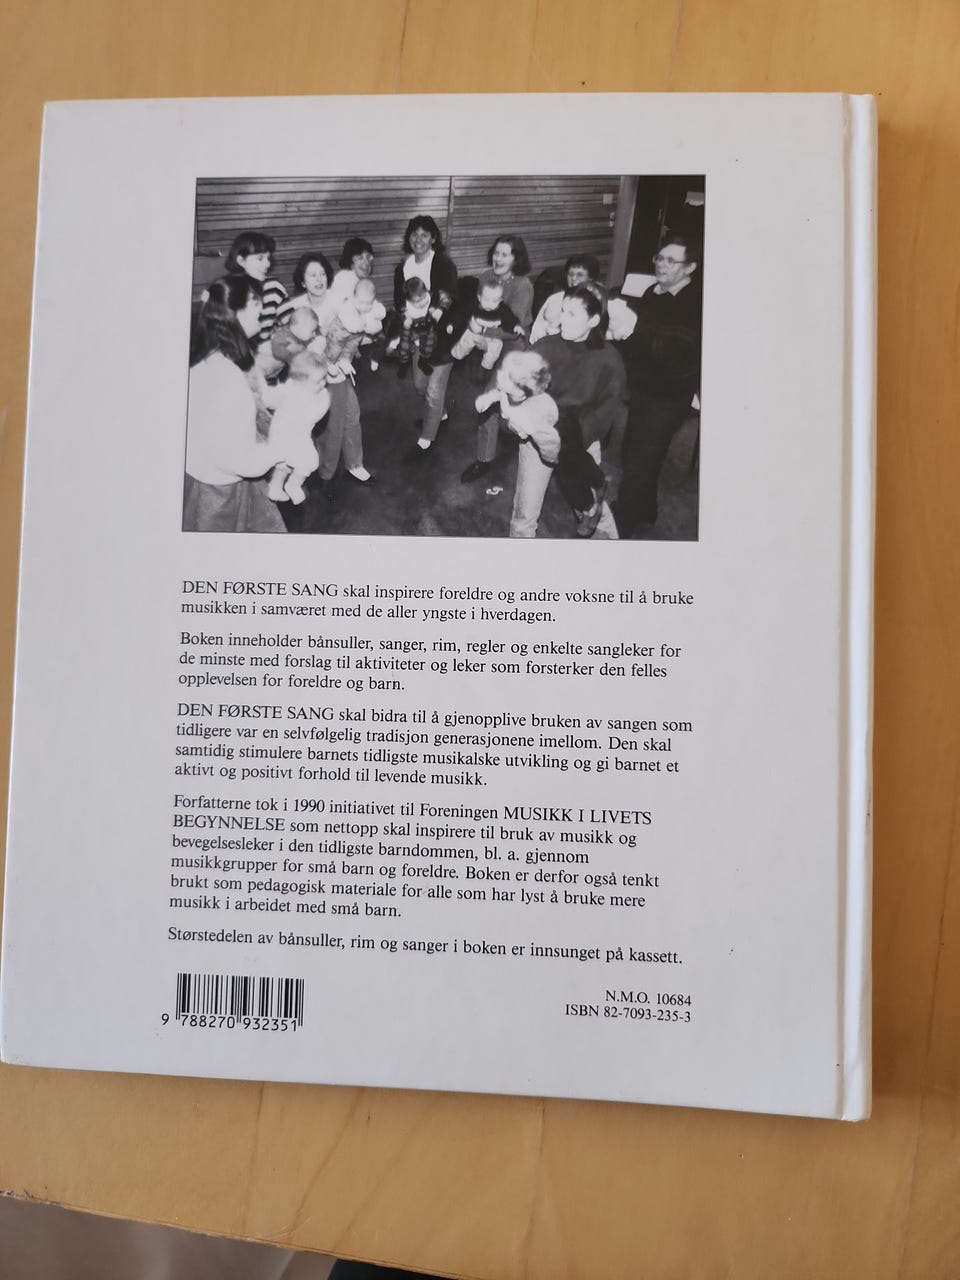 DEN FØRSTE SANG skal inspirere foreldre og andre voksne til å bruke
musikken i samværet med de aller yngste i hverdagen.
Boken inneholder bånsuller, sanger, rim, regler og enkelte sangleker for
de minste med forslag til aktiviteter og leker som forsterker den felles
opplevelsen for foreldre og barn.
DEN FØRSTE SANG skal bidra til å gjenopplive bruken av sangen som
tidligere var en selvfølgelig tradisjon generasjonene imellom. Den skal
samtidig stimulere barnets tidligste musikalske utvikling og gi barnet et
aktivt og positivt forhold til levende musikk.
Forfatterne tok i 1990 initiativet til Foreningen MUSIKK I LIVETS
BEGYNNELSE som nettopp skal inspirere til bruk av musikk og
bevegelsesleker i den tidligste barndommen, bl. a. gjennom
musikkgrupper for små barn og foreldre. Boken er derfor også tenkt
brukt som pedagogisk materiale for alle som har lyst å bruke mere
musikk i arbeidet med små barn.
Størstedelen av bånsuller, rim og sanger i boken er innsunget på kassett.
N.M.O. 10684
ISBN 82-7093-235-3
9 788270 932351